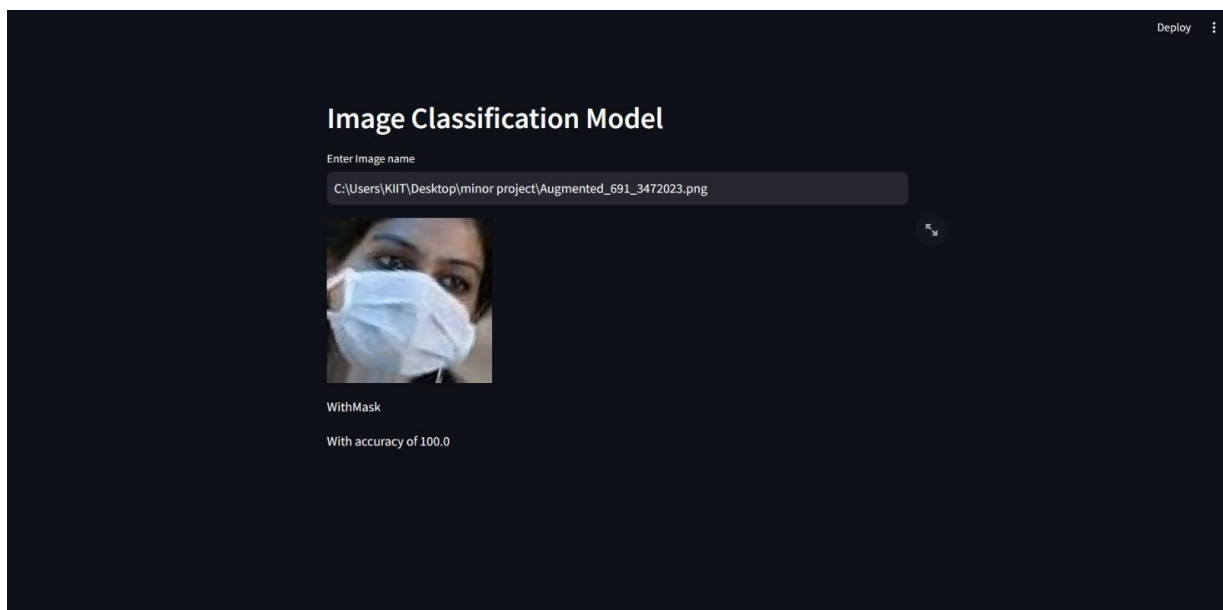 Deploy
Image Classification Model
Enter Image name
C:\Users\KIIT\Desktop\minor project\Augmented_691_3472023.png
WithMask
With accuracy of 100.0